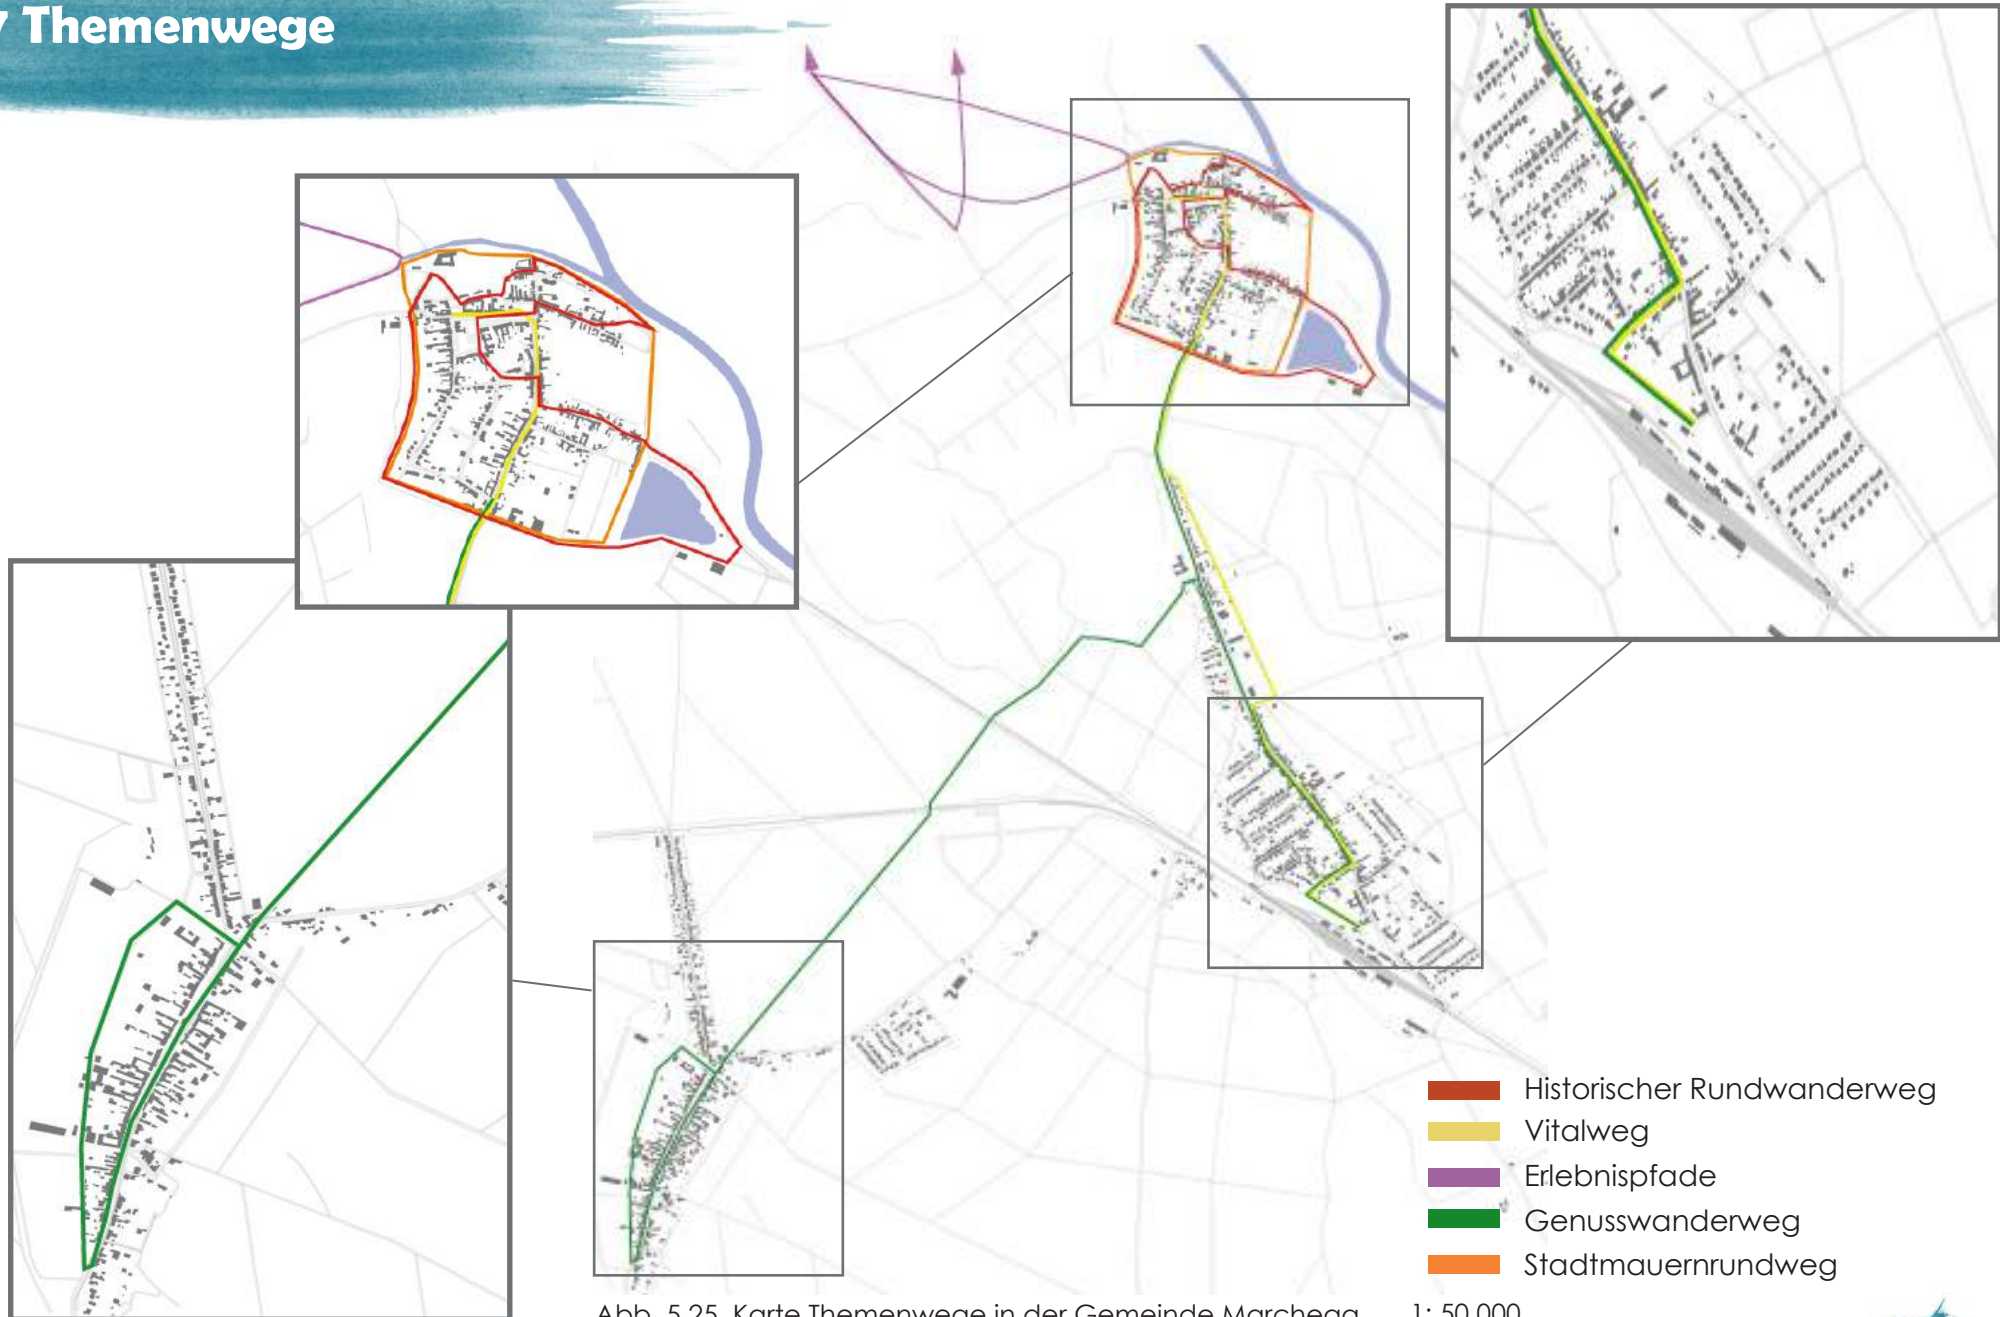 7 Themenwege
Historischer Rundwanderweg
Vitalweg
Erlebnispfade
Genusswanderweg
Stadtmauernrundweg
Abb. 5.25 Karte Themenwege in der Gemeinde Marchegg 1: 50.000